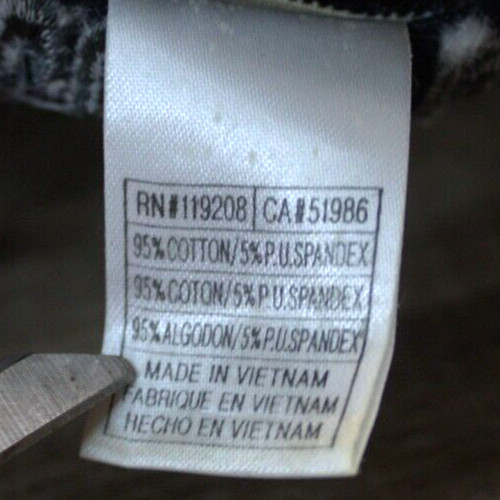 RN#119208 CA#51986
95%COTTON/5%P.U.SPANDEX
95%COTON/5%P.U.SPANDEX
95%ALGODON/5%P.U.SPANDEX
MADE IN VIETNAM
FABRIQUE EN VIETNAM
HECHO EN VIETNAM